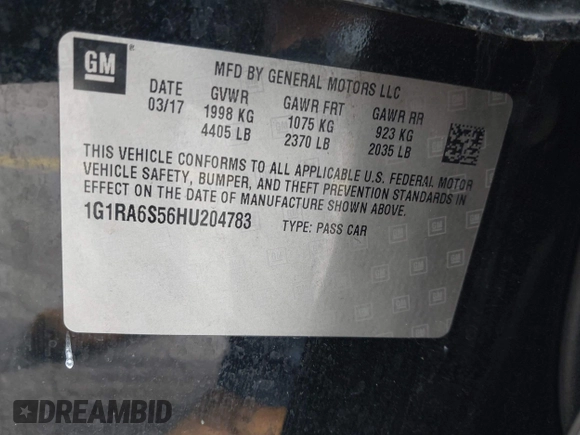 GM
®
MFD BY GENERAL MOTORS LLC
DATE GVWR GAWR FRT GAWR RR
03/17 1998 KG 1075 KG 923 KG
4405 LB 2370 LB 2035 LB
THIS VEHICLE CONFORMS TO ALL APPLICABLE U.S. FEDERAL MOTOR
VEHICLE SAFETY, BUMPER, AND THEFT PREVENTION STANDARDS IN
EFFECT ON THE DATE OF MANUFACTURE SHOWN ABOVE.
1G1RA6S56HU204783 TYPE: PASS CAR
DREAMBID